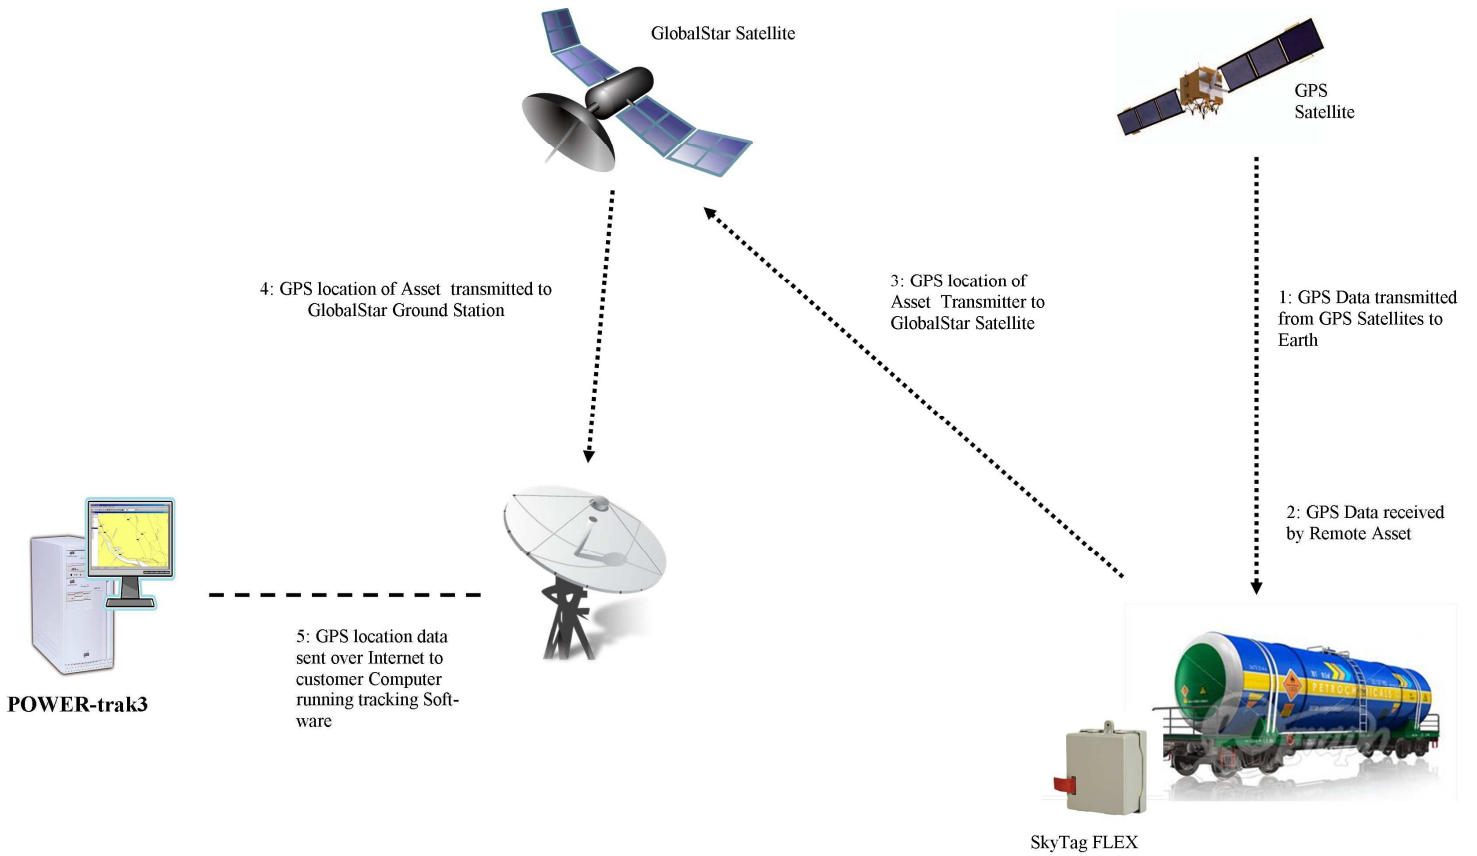 GlobalStar Satellite
GPS
Satellite
4: GPS location of Asset transmitted to
GlobalStar Ground Station
3: GPS location of
Asset Transmitter to
GlobalStar Satellite
1: GPS Data transmitted
from GPS Satellites to
Earth
2: GPS Data received
by Remote Asset
5: GPS location data
sent over Internet to
customer Computer
running tracking Soft-
ware
POWER-trak3
PETROCHEMICALS
SkyTag FLEX